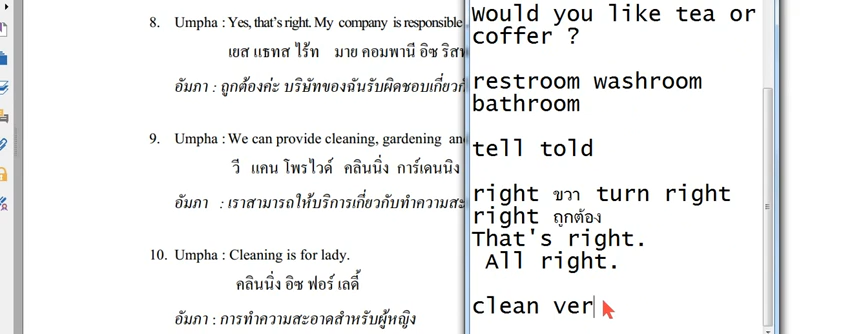 8. Umpha : Yes, that's right. My company is responsible
เยส แธทส ไร้ท มาย คอมพานี อิซ
อัมภา : ถูกต้องค่ะ บริษัทของฉันรับผิดชอบเกี่ยวกับ
9. Umpha : We can provide cleaning, gardening
วี แคน โพรไวด์ คลินนิ่ง การ์เดนนิง
อัมภา : เราสามารถให้บริการเกี่ยวกับทำความ
10. Umpha : Cleaning is for lady.
คลินนิ่ง อิซ ฟอร์ เลดี้
อัมภา : การทำความสะอาดสำหรับผู้หญิง
Would you like tea or
coffer ?
restroom washroom
bathroom
tell told
right ขวา turn right
right ถูกต้อง
That's right.
All right.
clean ver